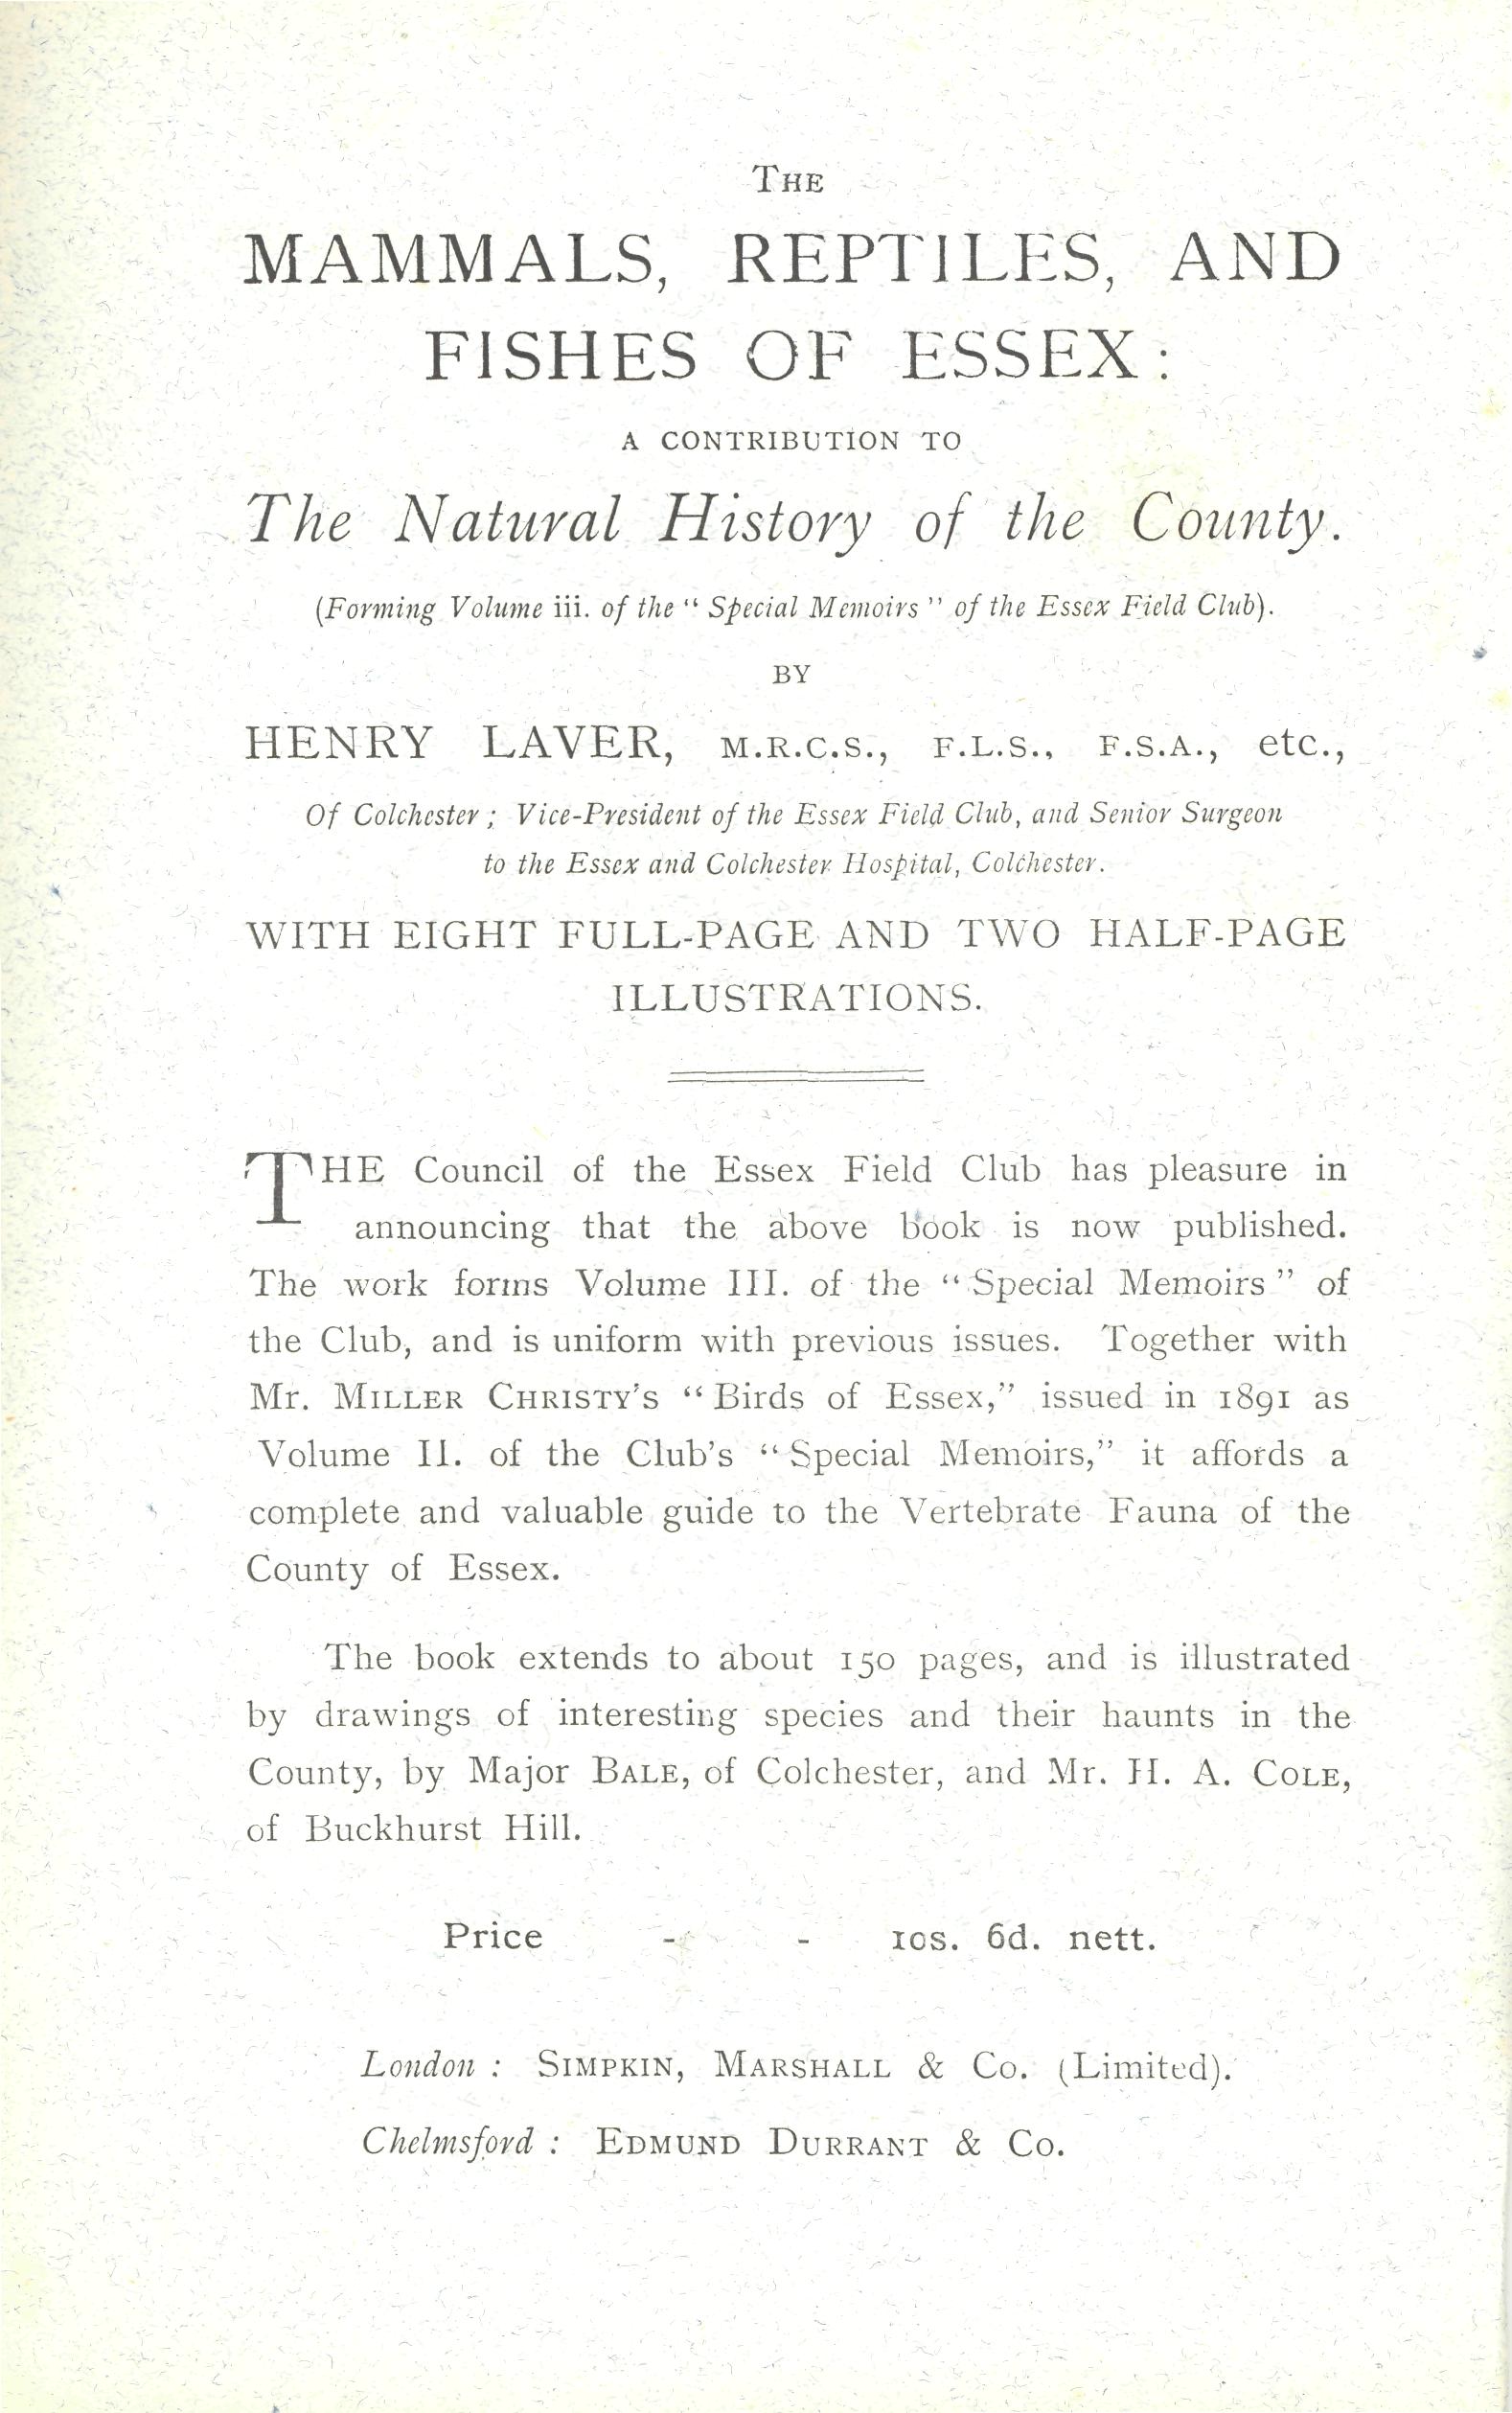 THE
MAMMALS, REPTILES, AND
FISHES OF ESSEX:
A CONTRIBUTION TO
The Natural History of the County.
(Forming Volume iii. of the “ Special Memoirs ” of the Essex Field Club).
BY
HENRY LAVER, M.R.C.S., F.L.S., F.S.A., etc.,
Of Colchester ; Vice-President of the Essex Field Club, and Senior Surgeon
to the Essex and Colchester Hospital, Colchester.
WITH EIGHT FULL-PAGE AND TWO HALF-PAGE
ILLUSTRATIONS.
THE Council of the Essex Field Club has pleasure in
announcing that the above book is now published.
The work forms Volume III. of the “ Special Memoirs ” of
the Club, and is uniform with previous issues. Together with
Mr. MILLER CHRISTY’S “ Birds of Essex,” issued in 1891 as
Volume II. of the Club’s “ Special Memoirs,” it affords a
complete and valuable guide to the Vertebrate Fauna of the
County of Essex.
The book extends to about 150 pages, and is illustrated
by drawings of interesting species and their haunts in the
County, by Major BALE, of Colchester, and Mr. H. A. COLE,
of Buckhurst Hill.
Price - - 10s. 6d. nett.
London : SIMPKIN, MARSHALL & Co. (Limited).
Chelmsford : EDMUND DURRANT & Co.